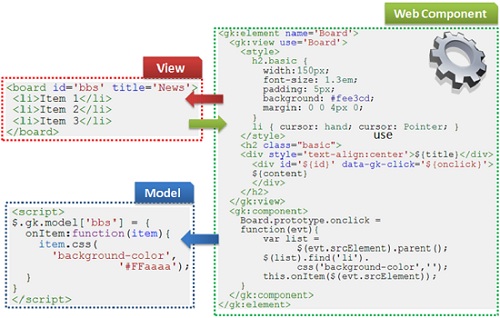 Web Component
<gk:element name='Board'>
<gk:view use='Board'>
<style>
h2.basic {
width:150px;
font-size: 1.3em;
padding: 5px;
background: #fee3cd;
margin: 0 0 4px 0;
}
li { cursor: hand; cursor: Pointer; }
</style>
use
<h2 class="basic">
<div style='text-align:center'>${title}</div>
<div id='${id}' data-gk-click='${onclick}'>
${content}
</div>
</h2>
</gk:view>
<gk:component>
Board.prototype.onclick =
function(evt){
var list =
$(evt.srcElement).parent();
$(list).find('li').
css('background-color','');
this.onItem($(evt.srcElement));
}
</gk:component>
</gk:element>
View
<board id='bbs' title='News'>
<li>Item 1</li>
<li>Item 2</li>
<li>Item 3</li>
</board>
Model
<script>
$.gk.model['bbs'] = {
onItem:function(item){
item.css(
'background-color',
'#FFaaaa');
}
}
</script>